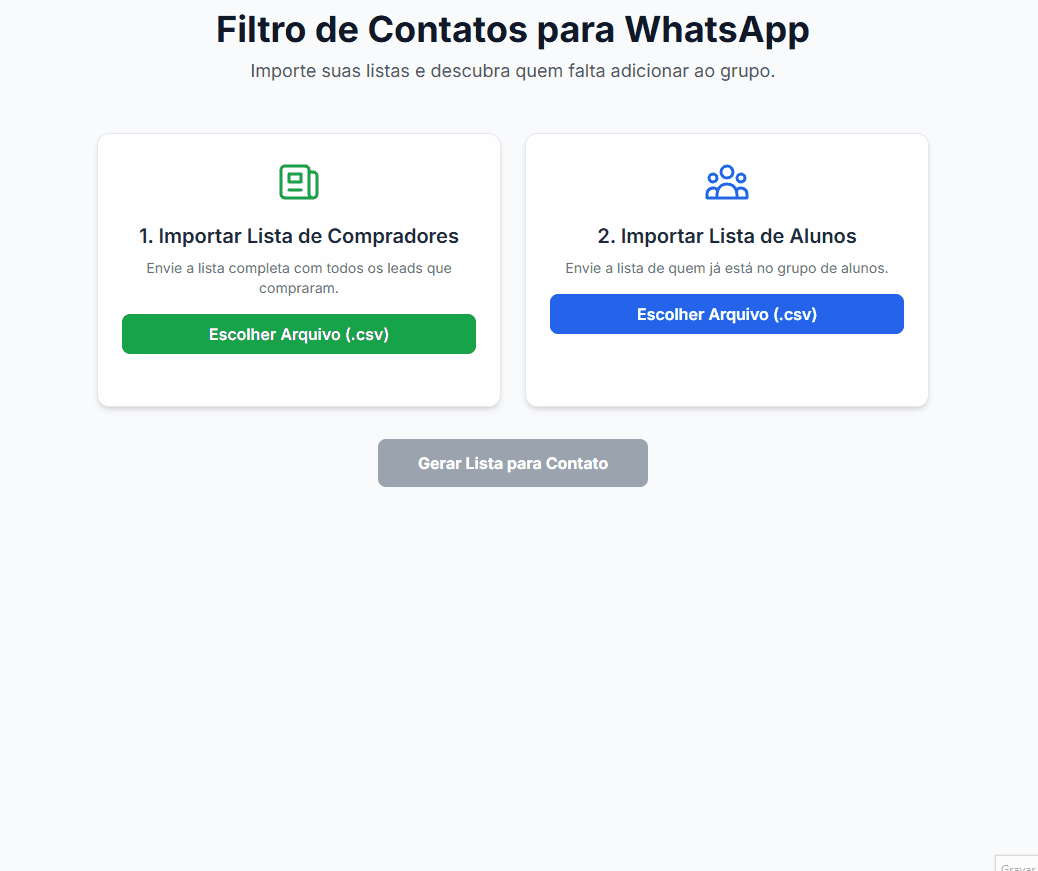 Filtro de Contatos para WhatsApp
Importe suas listas e descubra quem falta adicionar ao grupo.
1. Importar Lista de Compradores
Envie a lista completa com todos os leads que
compraram.
Escolher Arquivo (.csv)
2. Importar Lista de Alunos
Envie a lista de quem já está no grupo de alunos.
Escolher Arquivo (.csv)
Gerar Lista para Contato
Gravar